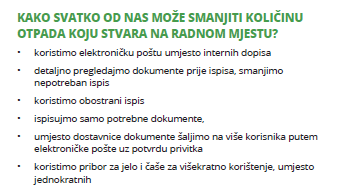 KAKO SVATKO OD NAS MOŽE SMANJITI KOLIČINU
OTPADA KOJU STVARA NA RADNOM MJESTU?
• koristimo elektroničku poštu umjesto internih dopisa
• detaljno pregledajmo dokumente prije ispisa, smanjimo
nepotreban ispis
• koristimo obostrani ispis
• ispisujmo samo potrebne dokumente,
• umjesto dostavnice dokumente šaljimo na više korisnika putem
elektroničke pošte uz potvrdu privitka
• koristimo pribor za jelo i čaše za višekratno korištenje, umjesto
jednokratnih